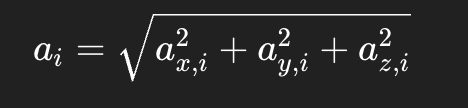 $a_i = \sqrt{a_{x,i}^2 + a_{y,i}^2 + a_{z,i}^2}$